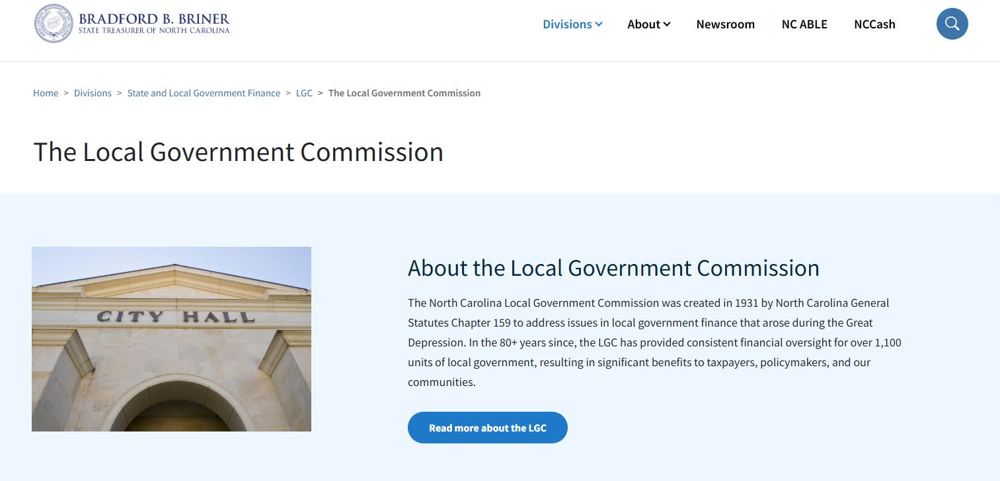 BRADFORD B. BRINER
STATE TREASURER OF NORTH CAROLINA
Divisions About Newsroom NC ABLE NCCash
Home > Divisions > State and Local Government Finance > LGC > The Local Government Commission
The Local Government Commission
CITY HALL
About the Local Government Commission
The North Carolina Local Government Commission was created in 1931 by North Carolina General
Statutes Chapter 159 to address issues in local government finance that arose during the Great
Depression. In the 80+ years since, the LGC has provided consistent financial oversight for over 1,100
units of local government, resulting in significant benefits to taxpayers, policymakers, and our
communities.
Read more about the LGC